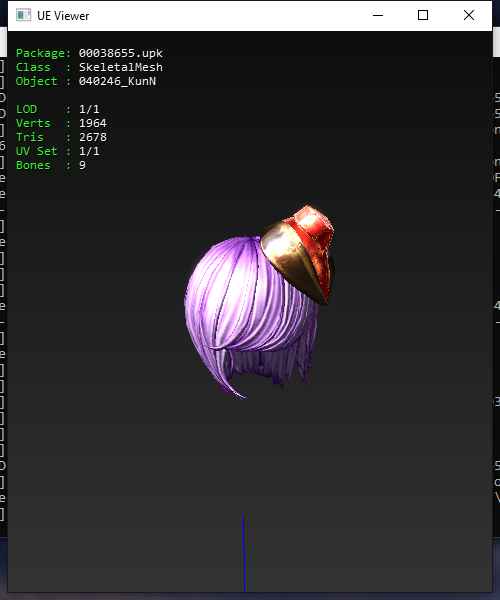 UE Viewer
Package: 00038655.upk
Class : SkeletalMesh
Object : 040246_KunN
LOD : 1/1
Verts : 1964
Tris : 2678
UV Set : 1/1
Bones : 9